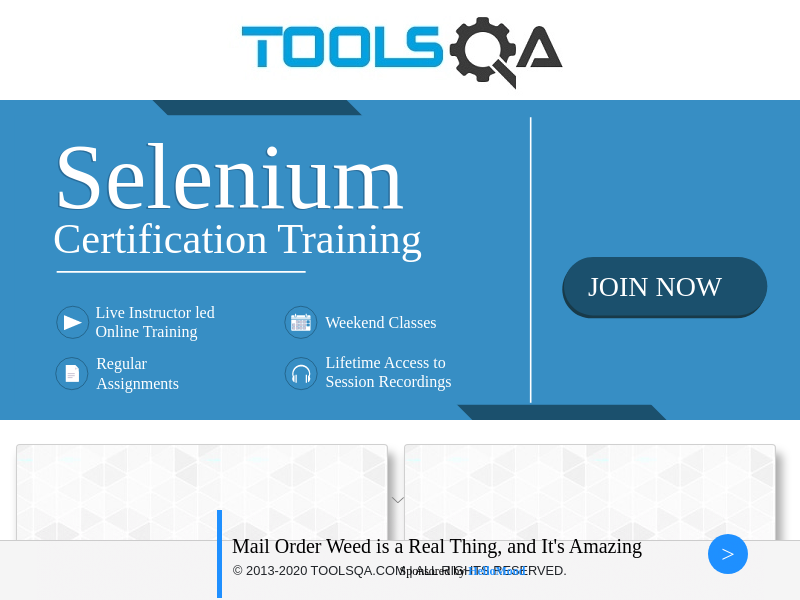 TOOLSQA
Selenium
Certification Training
Live Instructor led
Online Training
Weekend Classes
Regular
Assignments
Lifetime Access to
Session Recordings
JOIN NOW
Mail Order Weed is a Real Thing, and It's Amazing
>
© 2013-2020 TOOLSQA.COM | ALL RIGHTS RESERVED.
Sponsored by